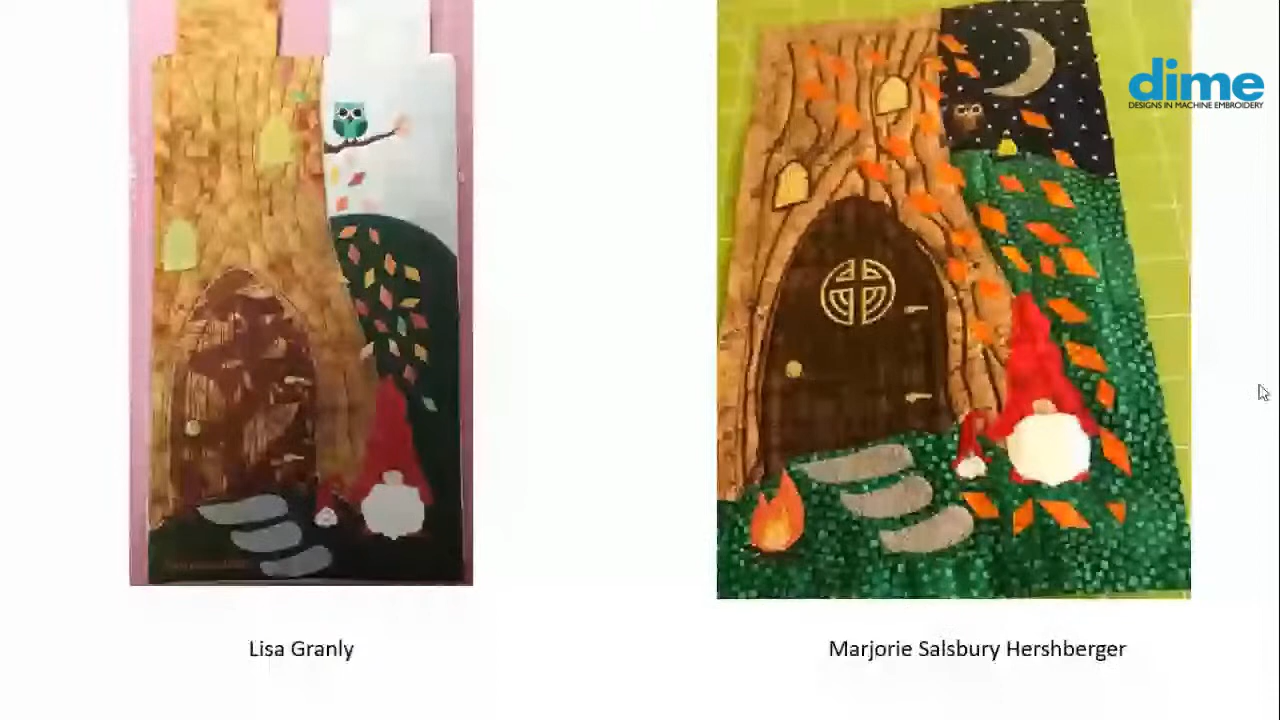 dime
DESIGNS IN MACHINE EMBROIDERY
Lisa Granly
Marjorie Salsbury Hershberger